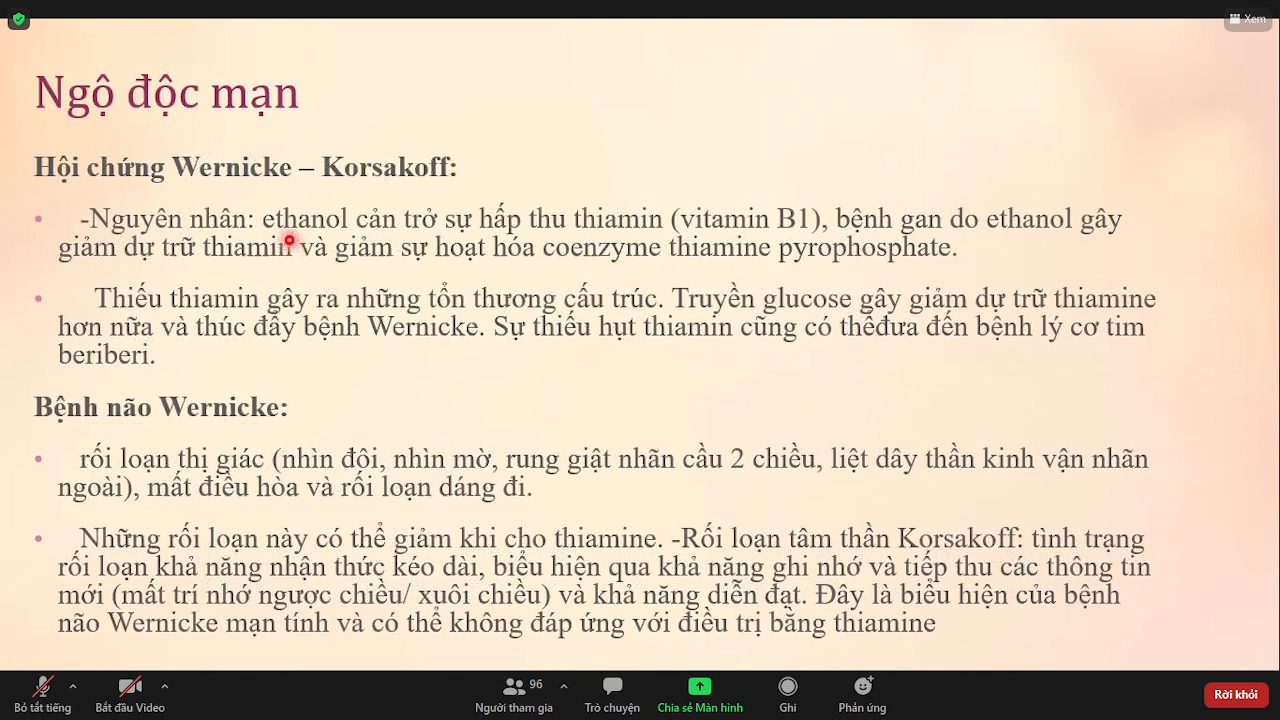 Xem
Ngộ độc mạn
Hội chứng Wernicke – Korsakoff:
• -Nguyên nhân: ethanol cản trở sự hấp thu thiamin (vitamin B1), bệnh gan do ethanol gây
giảm dự trữ thiamin và giảm sự hoạt hóa coenzyme thiamine pyrophosphate.
• Thiếu thiamin gây ra những tổn thương cấu trúc. Truyền glucose gây giảm dự trữ thiamine
hơn nữa và thúc đẩy bệnh Wernicke. Sự thiếu hụt thiamin cũng có thểđưa đến bệnh lý cơ tim
beriberi.
Bệnh não Wernicke:
• rối loạn thị giác (nhìn đôi, nhìn mờ, rung giật nhãn cầu 2 chiều, liệt dây thần kinh vận nhãn
ngoài), mất điều hòa và rối loạn dáng đi.
• Những rối loạn này có thể giảm khi cho thiamine. -Rối loạn tâm thần Korsakoff: tình trạng
rối loạn khả năng nhận thức kéo dài, biểu hiện qua khả năng ghi nhớ và tiếp thu các thông tin
mới (mất trí nhớ ngược chiều/ xuôi chiều) và khả năng diễn đạt. Đây là biểu hiện của bệnh
não Wernicke mạn tính và có thể không đáp ứng với điều trị bằng thiamine
Bỏ tắt tiếng
Bắt đầu Video
96
Người tham gia
Trò chuyện
Chia sẻ Màn hình
Ghi
Phản ứng
Rời khỏi